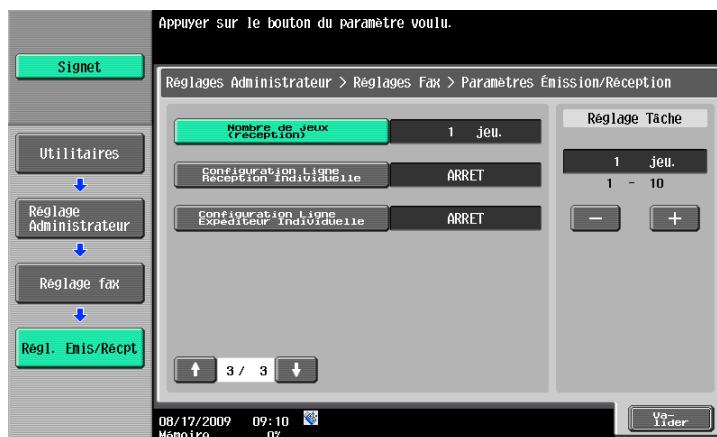 Appuyer sur le bouton du paramètre voulu.
Signet
Réglages Administrateur > Réglages Fax > Paramètres Émission/Réception
Utilitaires
Réglage
Administrateur
Réglage fax
Régl. Emis/Récpt
Nombre de jeux
(réception)
1 jeu.
Configuration Ligne
Réception Individuelle
ARRET
Configuration Ligne
Expéditeur Individuelle
ARRET
3/ 3
Réglage Tâche
1 jeu.
1 - 10
− +
Va-
lider
08/17/2009 09:10
Mémoire 0%